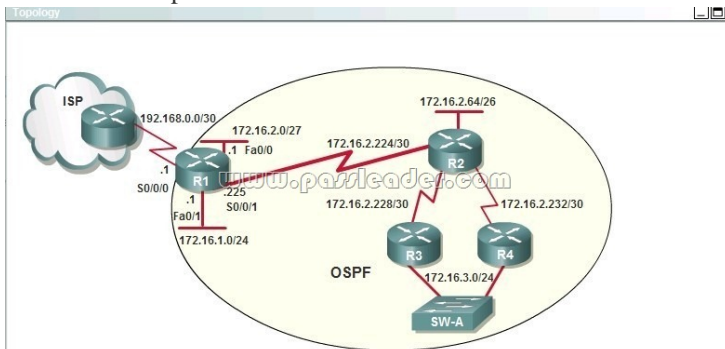 Topology
ISP
192.168.0.0/30
172.16.2.64/26
172.16.2.0/27
172.16.2.224/30
.1 Fa0/0
R1
R2
www.passleader.com
.1
S0/0/0
.225
S0/0/1
.1
Fa0/1
172.16.2.228/30
172.16.2.232/30
172.16.1.0/24
R3
R4
OSPF
172.16.3.0/24
SW-A